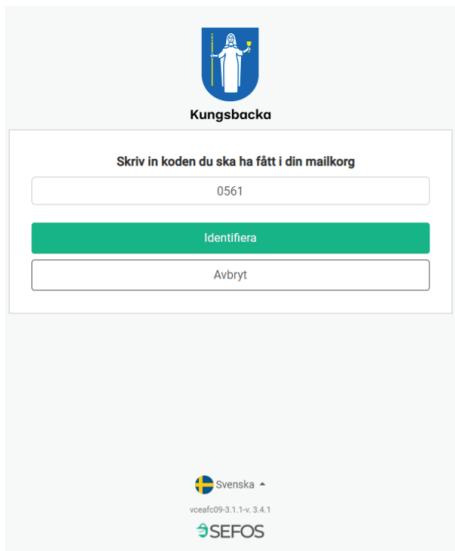 Kungsbacka
Skriv in koden du ska ha fått i din mailkorg
0561
Identifiera
Avbryt
Svenska
vceafc09-3.1.1-v. 3.4.1
SEFOS